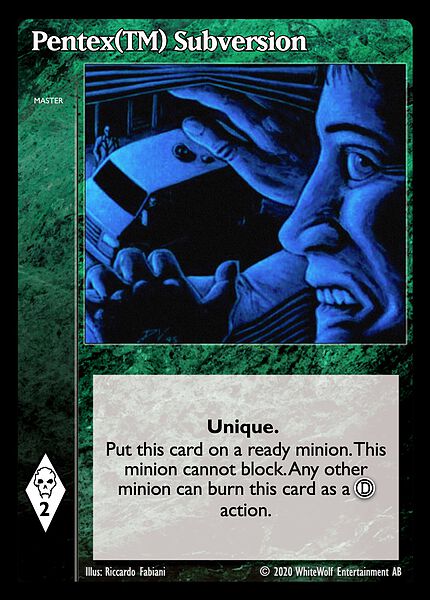 Pentex(TM) Subversion
MASTER
Unique.
Put this card on a ready minion.This
minion cannot block.Any other
minion can burn this card as a Ⓓ
action.
2
Illus: Riccardo Fabiani
© 2020 WhiteWolf Entertainment AB